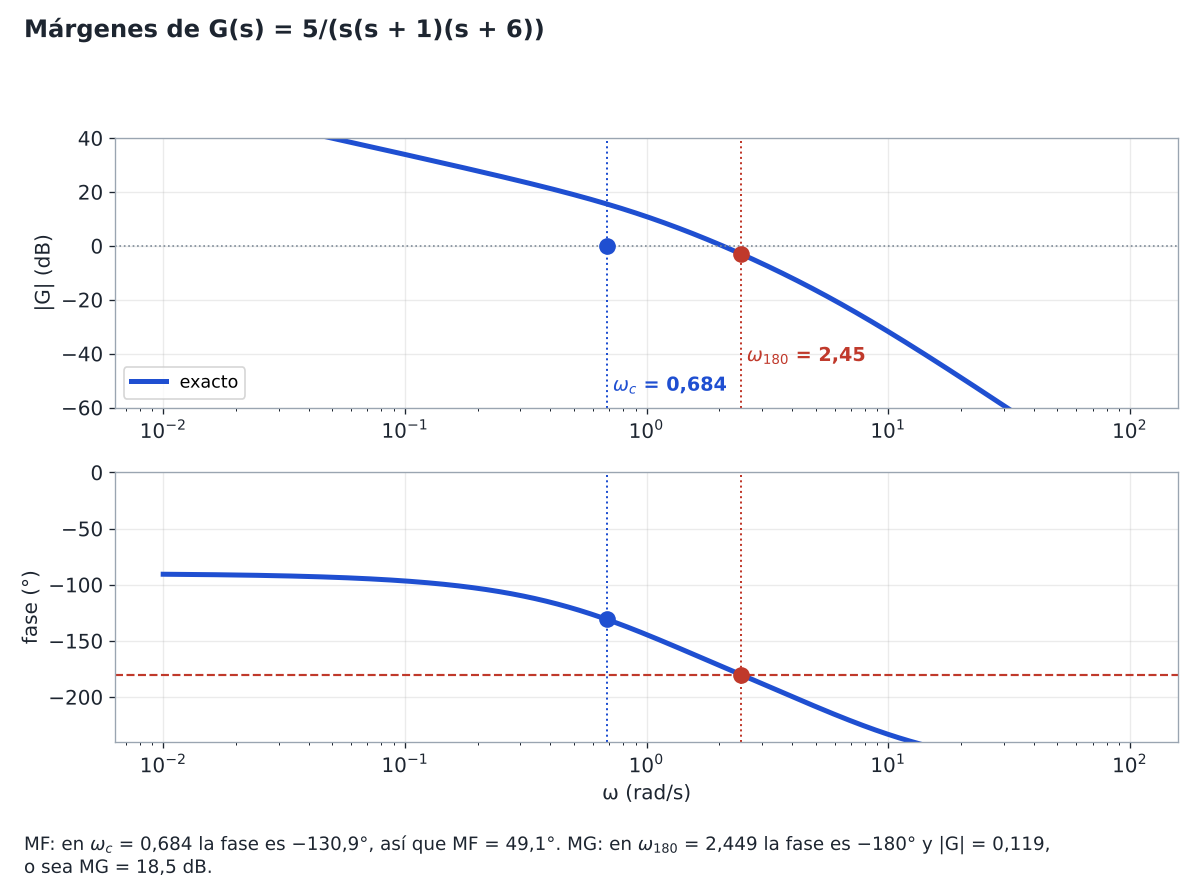 Márgenes de G(s) = 5/(s(s + 1)(s + 6))
40
20
0
−20
−40
−60
|G| (dB)
ω₁₈₀ = 2,45
ω_c = 0,684
exacto
10⁻²
10⁻¹
10⁰
10¹
10²
0
−50
−100
−150
−200
fase (°)
10⁻²
10⁻¹
10⁰
10¹
10²
ω (rad/s)
MF: en ω_c = 0,684 la fase es −130,9°, así que MF = 49,1°. MG: en ω₁₈₀ = 2,449 la fase es −180° y |G| = 0,119,
o sea MG = 18,5 dB.